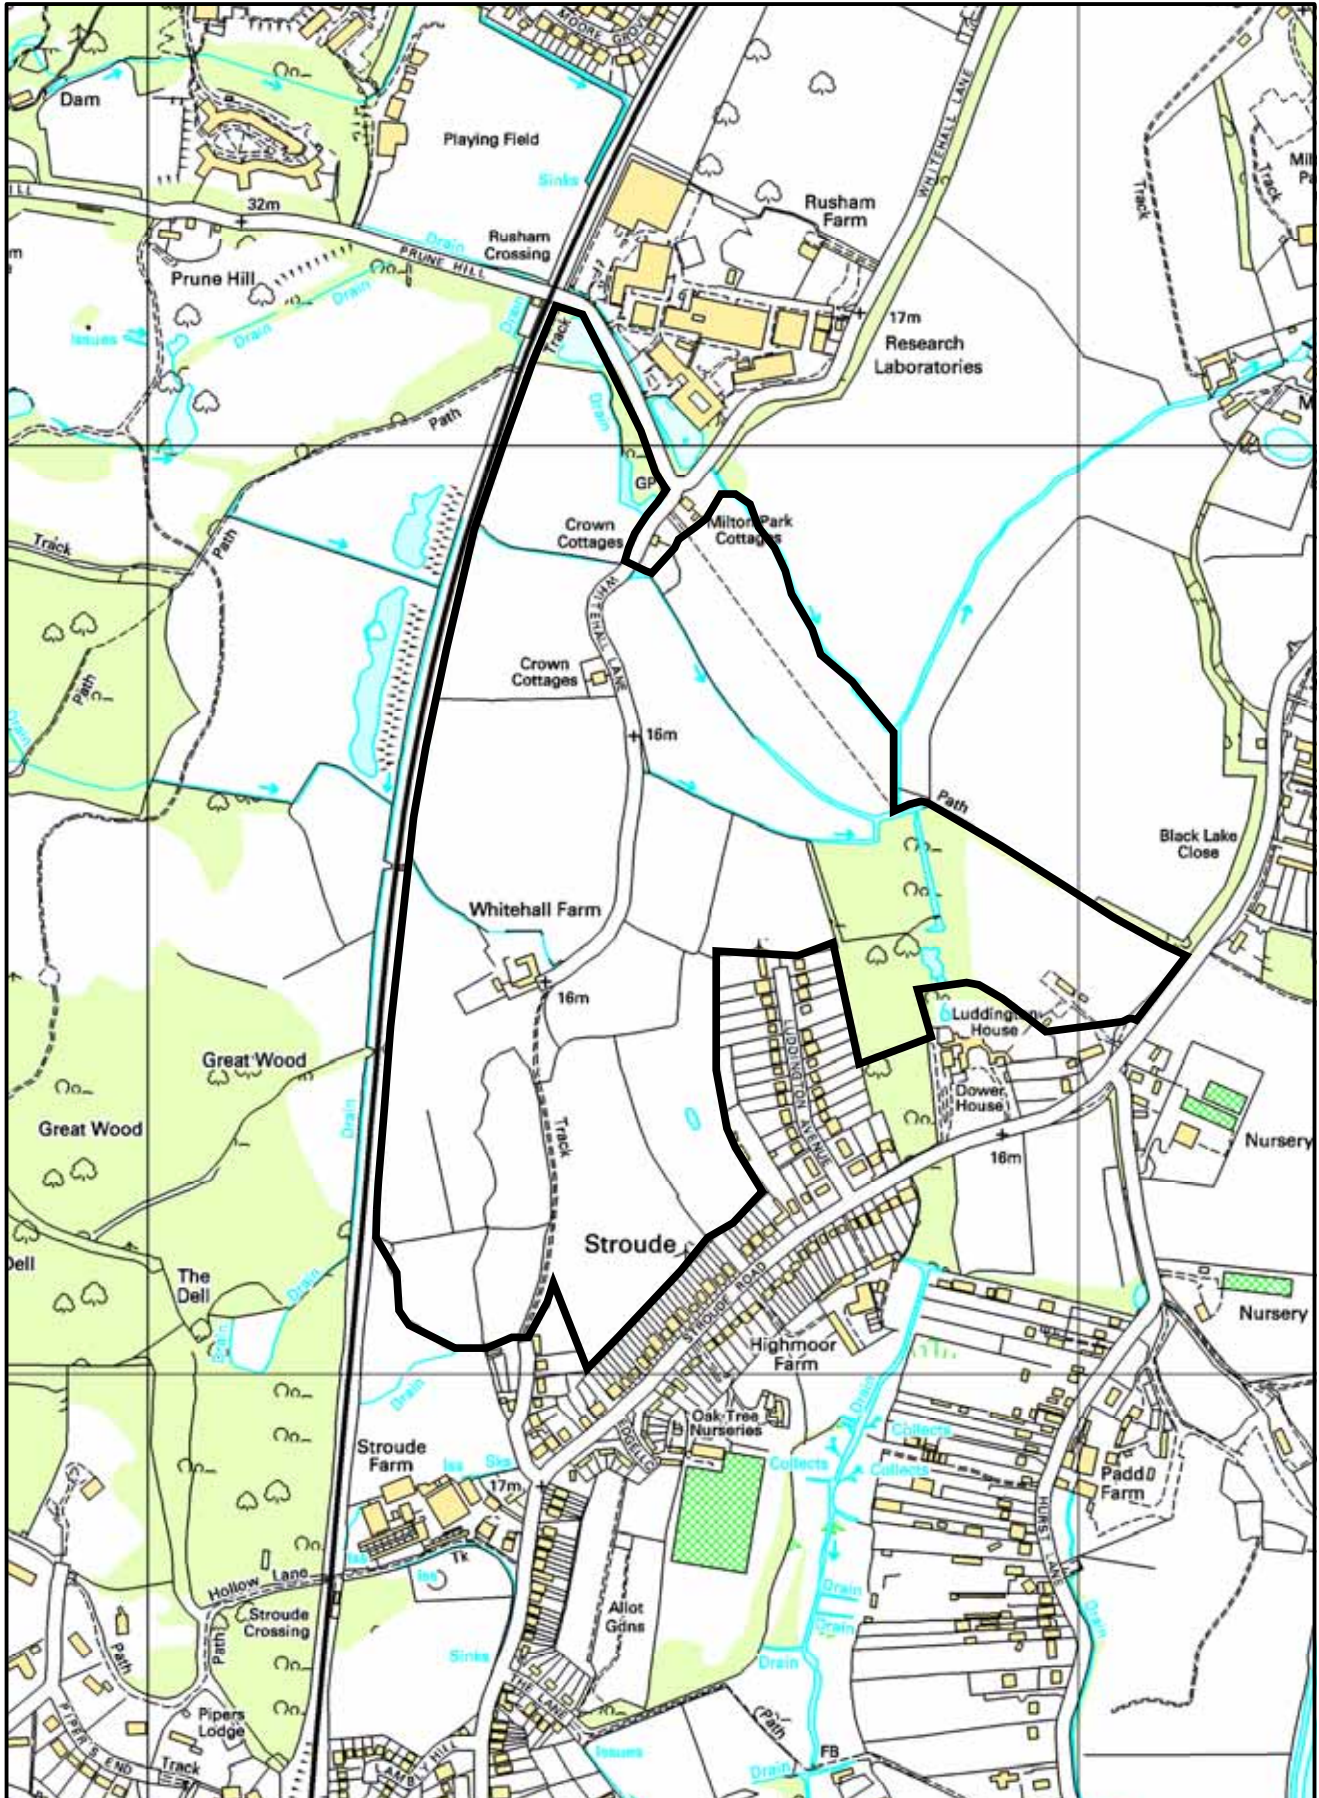 MOORE GROVE
Dam
Playing Field
WHITEHALL LANE
Track
Track
Sinks
ILL
32m
Rusham
Farm
Drain
Rusham
Crossing
PRUNE HILL
Prune Hill
Drain
Drain
Drain
Issues
Track
17m
Research
Laboratories
Path
Drain
GP
Crown
Cottages
Milton Park
Cottages
Track
Path
WHITEHALL LANE
Path
Crown
Cottages
Drain
16m
Path
Black Lake
Close
Whitehall Farm
16m
Luddington
House
LUDDINGTON AVENUE
Great Wood
Drain
Dower
House
Great Wood
Track
16m
Nursery
Stroude
Dell
The
Dell
Drain
Drain
STROUDE ROAD
Highmoor
Farm
Nursery
Drain
Drain
Oak Tree
Nurseries
Collects
Stroude
Farm
Iss
Collects
Collects
17m
Padd
Farm
HURST LANE
Iss
Tk
Iss
Hollow Lane
Stroude
Crossing
Path
Path
Allot
Gdns
Drain
Drain
Drain
Sinks
Drain
THE LANE
Pipers
Lodge
PIPER'S END
Track
Path
Issues
FB
Drain